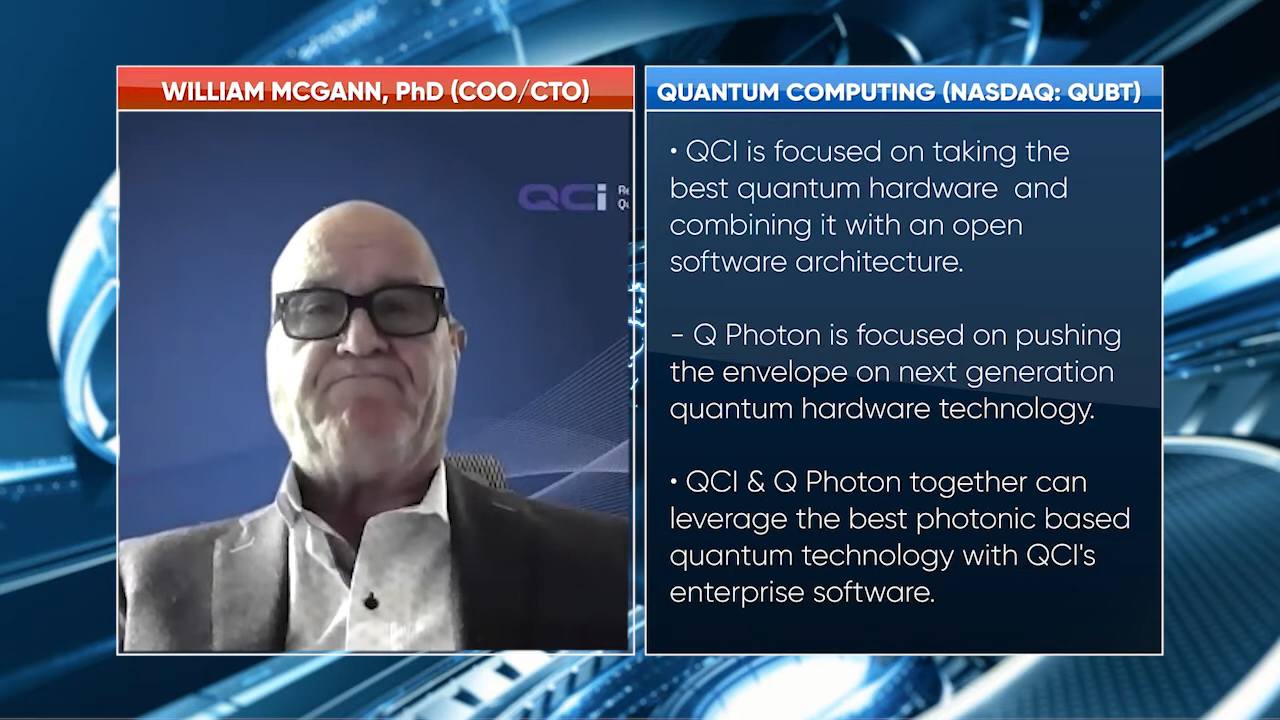 WILLIAM MCGANN, PhD (COO/CTO)
QCi
QUANTUM COMPUTING (NASDAQ: QUBT)
• QCI is focused on taking the
best quantum hardware and
combining it with an open
software architecture.
- Q Photon is focused on pushing
the envelope on next generation
quantum hardware technology.
• QCI & Q Photon together can
leverage the best photonic based
quantum technology with QCI's
enterprise software.